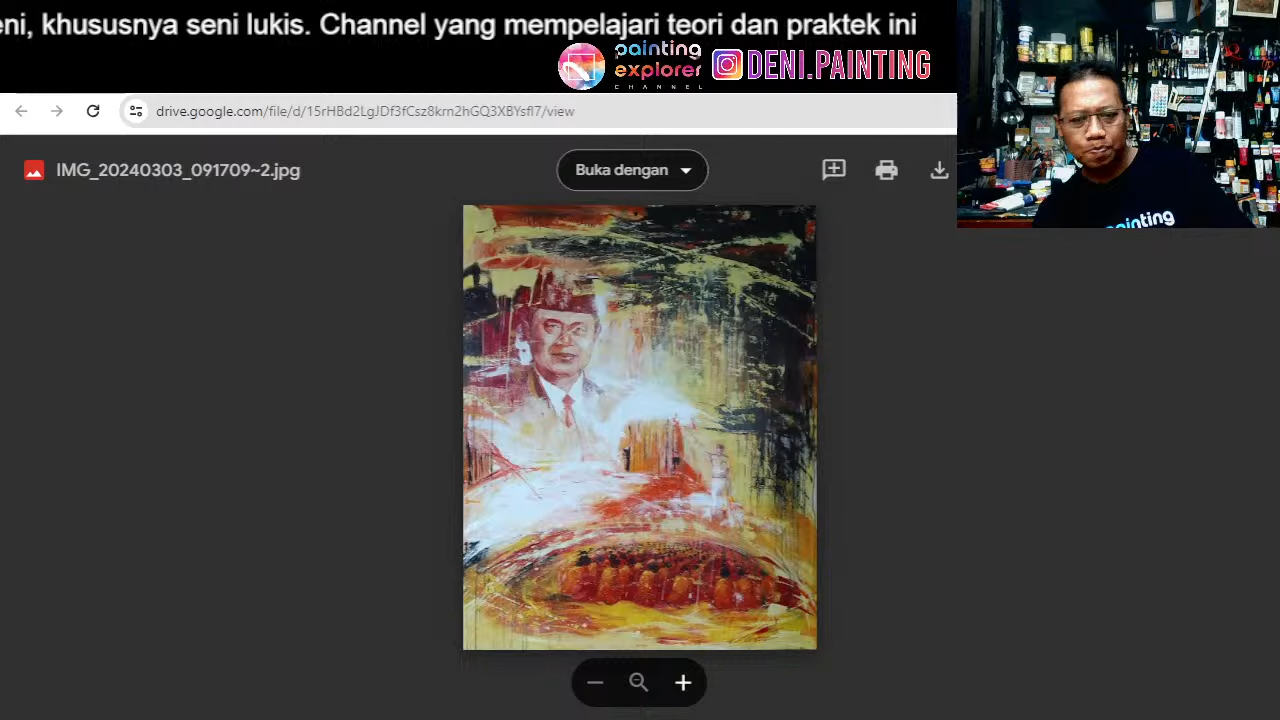 eni, khususnya seni lukis. Channel yang mempelajari teori dan praktek ini
painting
explorer
CHANNEL
DENI.PAINTING
drive.google.com/file/d/15rHBd2LgJDf3fCsz8krn2hGQ3XBYsfl7/view
IMG_20240303_091709~2.jpg
Buka dengan
painting